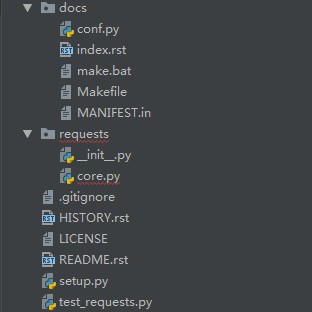 docs
conf.py
index.rst
make.bat
Makefile
MANIFEST.in
requests
__init__.py
core.py
.gitignore
HISTORY.rst
LICENSE
README.rst
setup.py
test_requests.py